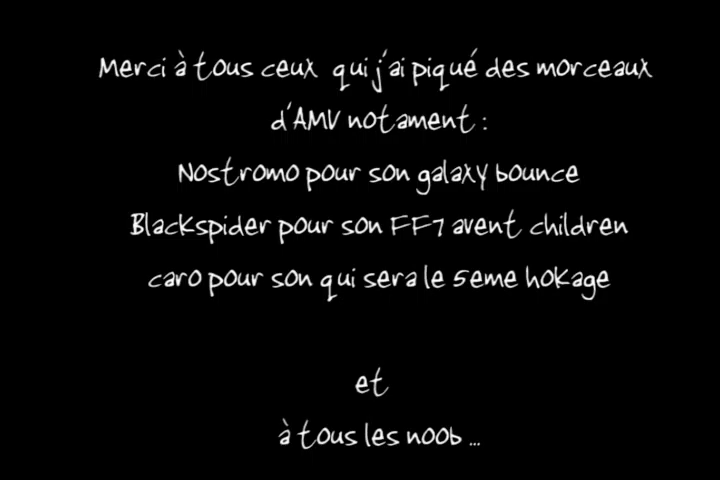 Merci à tous ceux qui j'ai piqué des morceaux
d'AMV notament :
Nostromo pour son galaxy bounce
Blackspider pour son FF7 avent children
caro pour son qui sera le 5eme hokage
et
à tous les noob ...